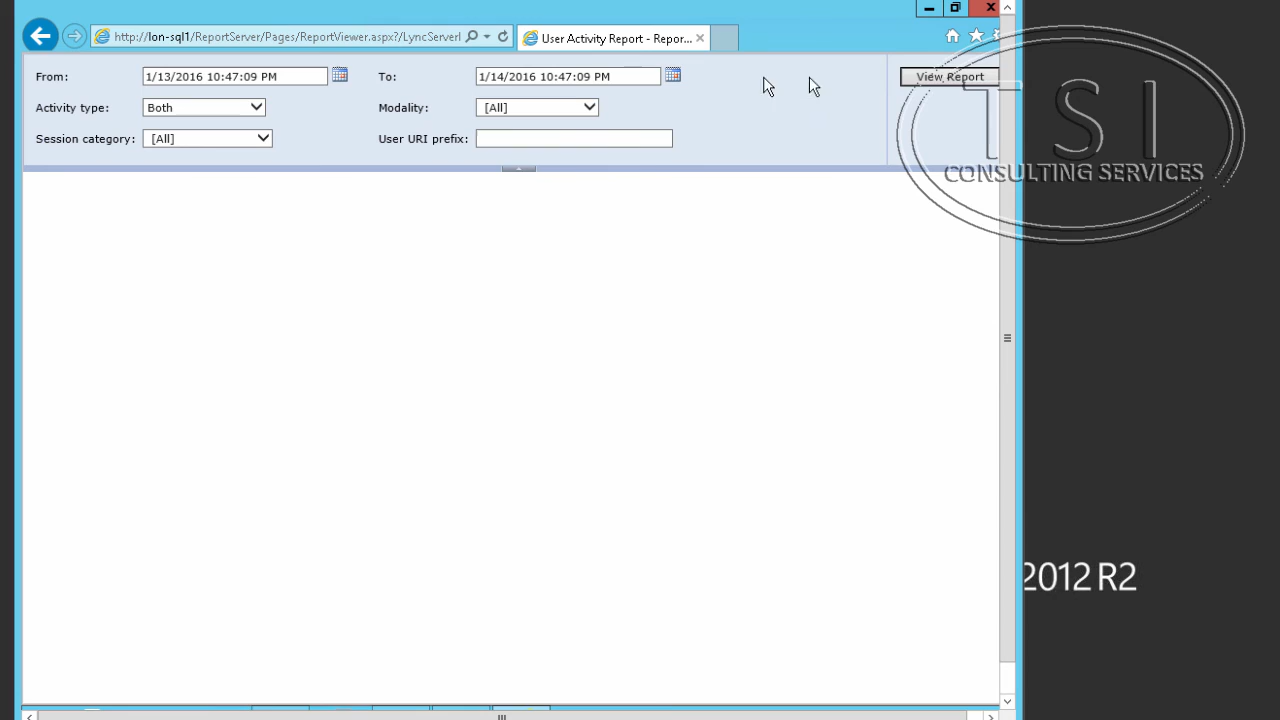 http://lon-sql1/ReportServer/Pages/ReportViewer.aspx?/LyncServerl
User Activity Report - Repor...
From: 1/13/2016 10:47:09 PM To: 1/14/2016 10:47:09 PM View Report
Activity type: Both Modality: [All]
Session category: [All] User URI prefix:
TSI
CONSULTING SERVICES
2012 R2